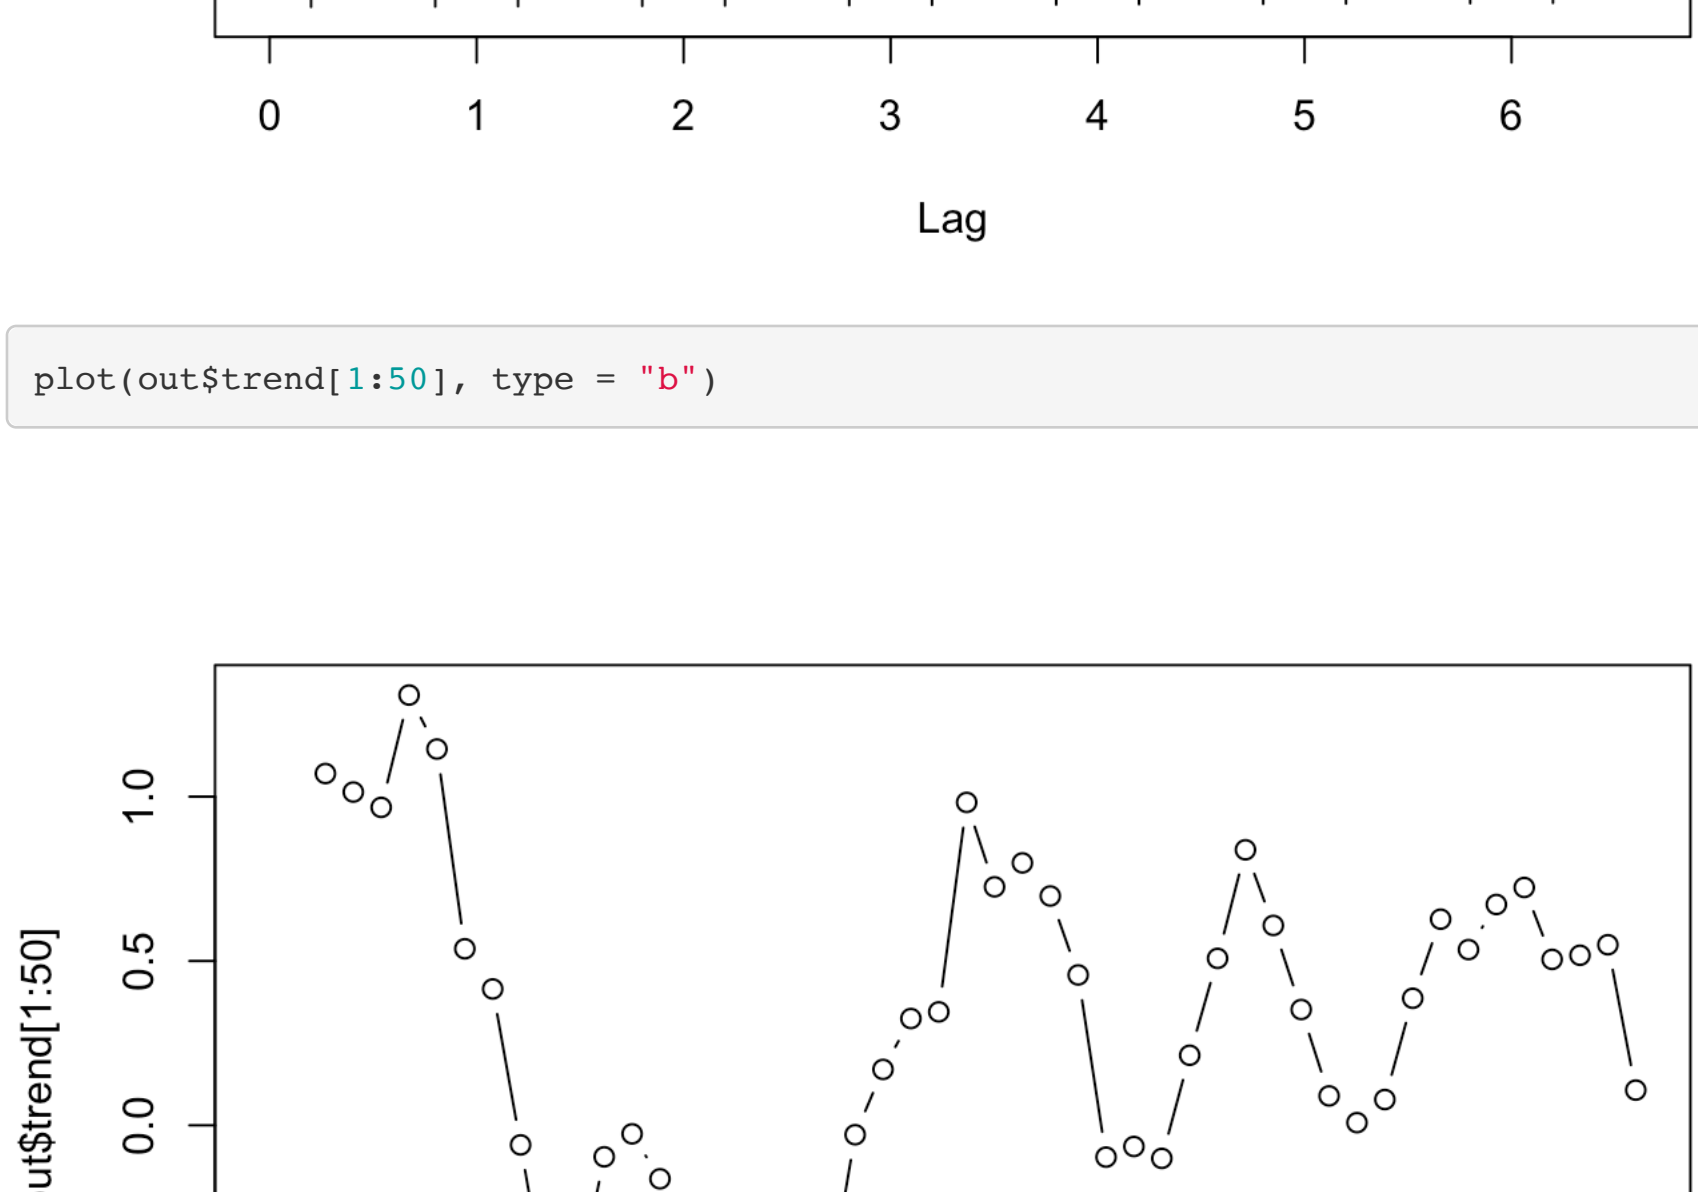 0 1 2 3 4 5 6
Lag
plot(out$trend[1:50], type = "b")
1.0
0.5
0.0
ut$trend[1:50]